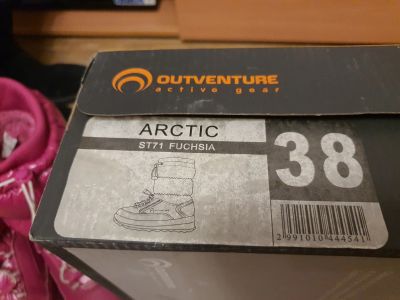 OUTVENTURE
active gear
ARCTIC
ST71 FUCHSIA
38
2 991010 444541